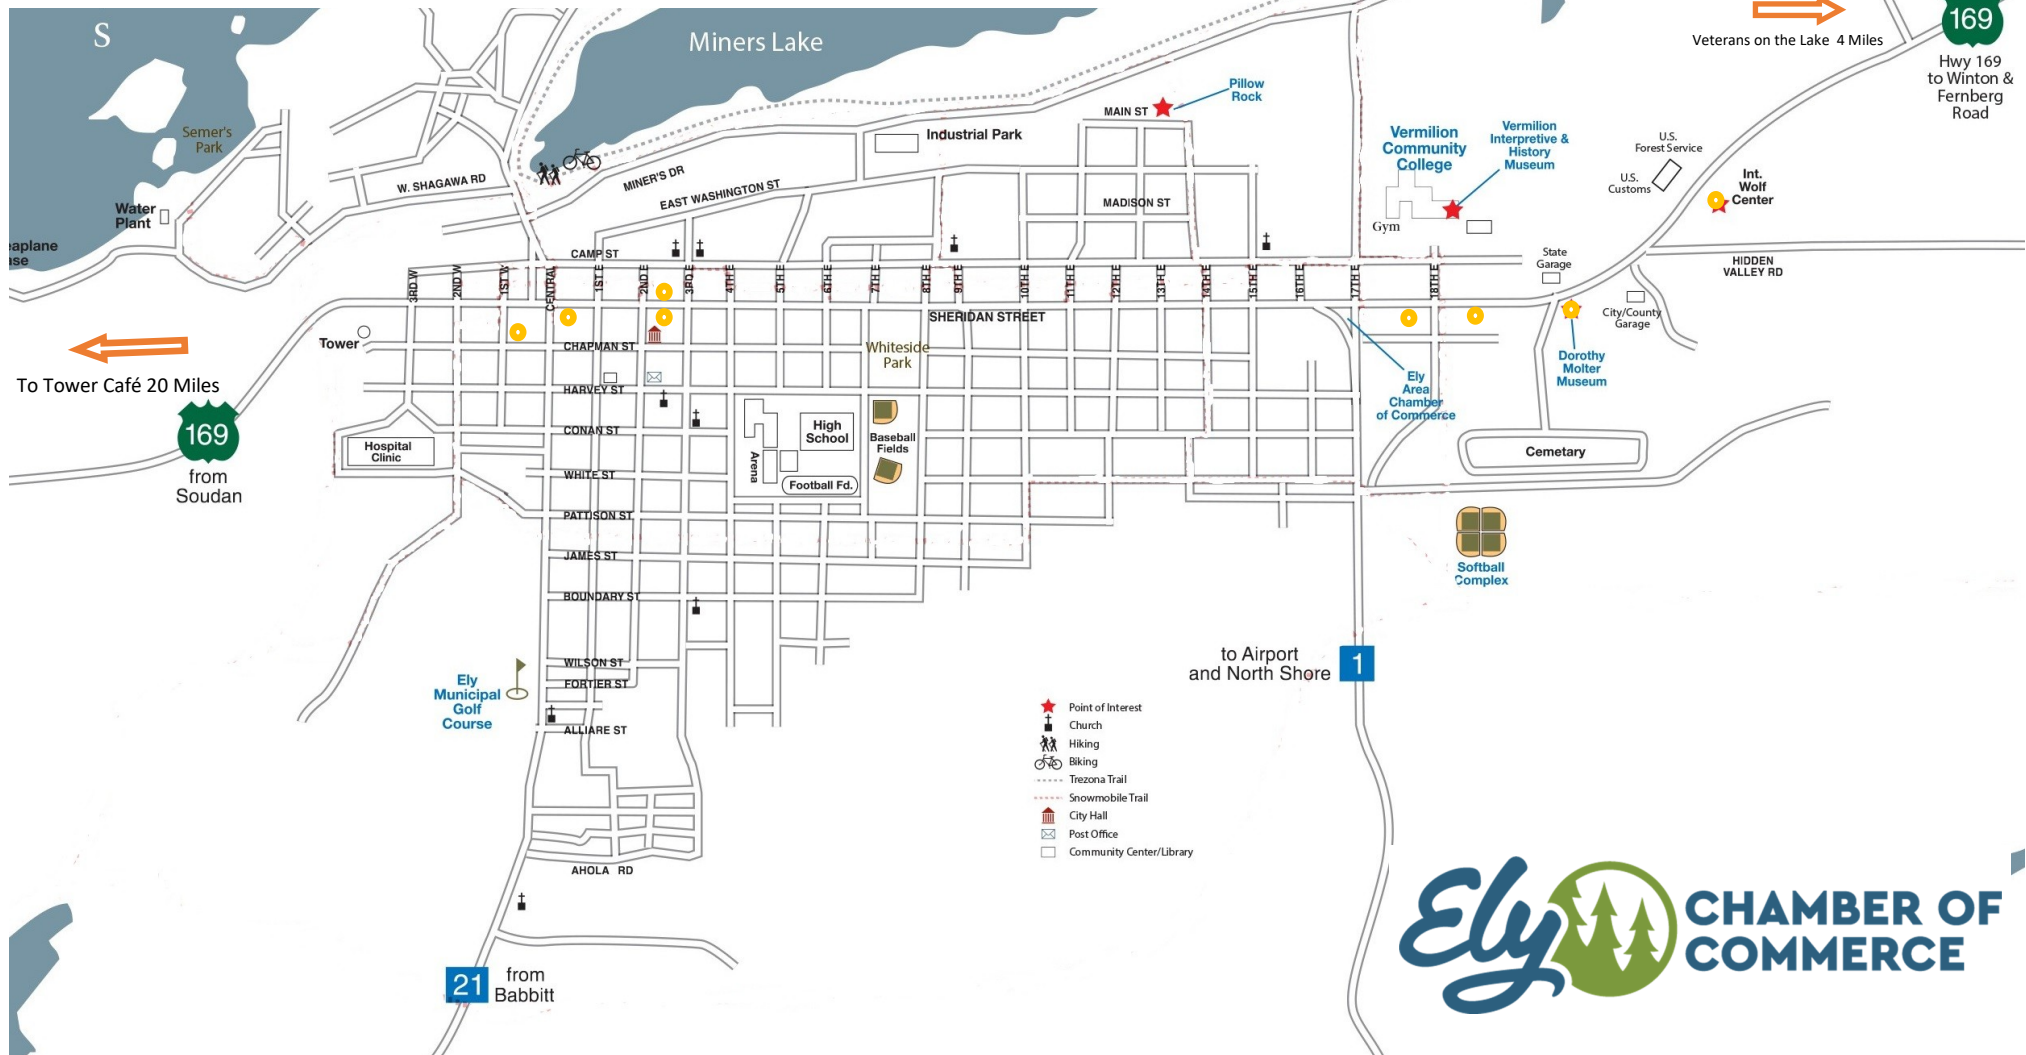 S
Miners Lake
Veterans on the Lake 4 Miles
169
Hwy 169
to Winton &
Fernberg
Road
Semer's
Park
Pillow
Rock
MAIN ST
Industrial Park
Vermilion
Community
College
Vermilion
Interpretive &
History
Museum
U.S.
Forest Service
U.S.
Customs
Int.
Wolf
Center
W. SHAGAWA RD
MINER'S DR
EAST WASHINGTON ST
MADISON ST
Gym
Water
Plant
eaplane
ase
CAMP ST
State
Garage
HIDDEN
VALLEY RD
3RD W
2ND W
1ST W
CENTRAL
1ST E
2ND E
3RD E
4TH E
5TH E
6TH E
7TH E
8TH E
9TH E
10TH E
11TH E
12TH E
13TH E
14TH E
15TH E
16TH E
17TH E
18TH E
SHERIDAN STREET
City/County
Garage
Tower
CHAPMAN ST
Whiteside
Park
Dorothy
Molter
Museum
To Tower Café 20 Miles
169
from
Soudan
HARVEY ST
Ely
Area
Chamber
of Commerce
CONAN ST
High
School
Baseball
Fields
Arena
Hospital
Clinic
Cemetary
WHITE ST
Football Fd.
PATTISON ST
JAMES ST
Softball
Complex
BOUNDARY ST
to Airport
and North Shore
1
WILSON ST
FORTIER ST
Ely
Municipal
Golf
Course
ALLIARE ST
Point of Interest
Church
Hiking
Biking
Trezona Trail
Snowmobile Trail
City Hall
Post Office
Community Center/Library
AHOLA RD
21
from
Babbitt
Ely
CHAMBER OF
COMMERCE